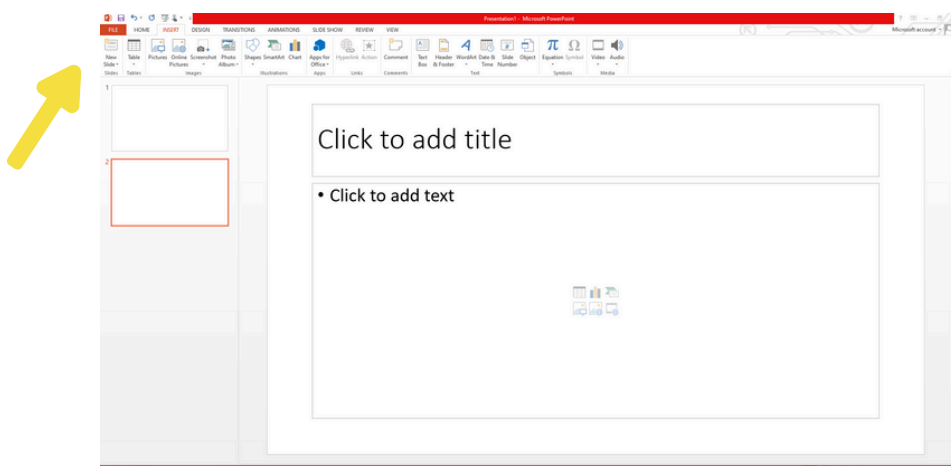 Presentation1 - Microsoft PowerPoint
FILE HOME INSERT DESIGN TRANSITIONS ANIMATIONS SLIDE SHOW REVIEW VIEW Microsoft account
New Slide Table Pictures Online Pictures Screenshot Photo Album Shapes SmartArt Chart Apps for Office Hyperlink Action Comment Text Box Header & Footer WordArt Date & Time Slide Number Object Equation Symbol Video Audio
Slides Tables Images Illustrations Apps Links Comments Text Symbols Media
1
Click to add title
2
• Click to add text